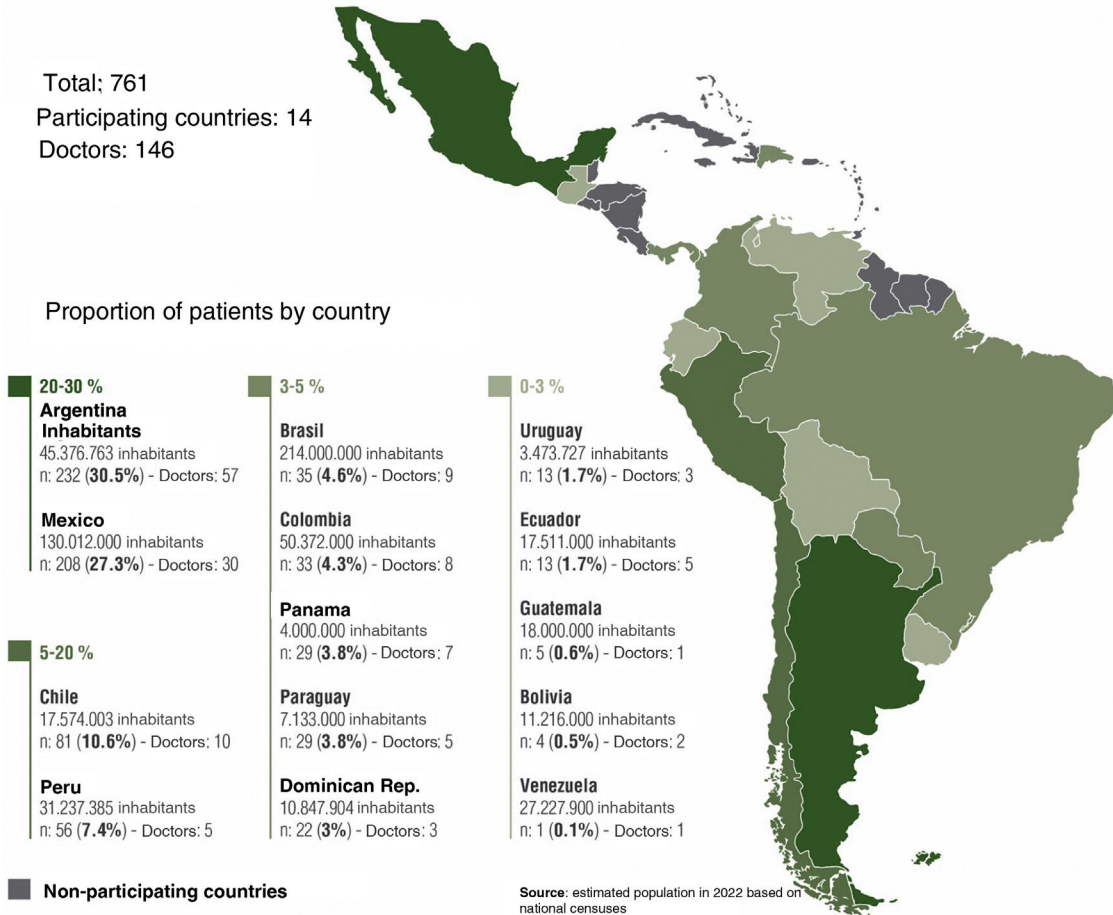 Total; 761
Participating countries: 14
Doctors: 146
Proportion of patients by country
20-30 %
Argentina
Inhabitants
45.376.763 inhabitants
n: 232 (30.5%) - Doctors: 57
Mexico
130.012.000 inhabitants
n: 208 (27.3%) - Doctors: 30
5-20 %
Chile
17.574.003 inhabitants
n: 81 (10.6%) - Doctors: 10
Peru
31.237.385 inhabitants
n: 56 (7.4%) - Doctors: 5
3-5 %
Brasil
214.000.000 inhabitants
n: 35 (4.6%) - Doctors: 9
Colombia
50.372.000 inhabitants
n: 33 (4.3%) - Doctors: 8
Panama
4.000.000 inhabitants
n: 29 (3.8%) - Doctors: 7
Paraguay
7.133.000 inhabitants
n: 29 (3.8%) - Doctors: 5
Dominican Rep.
10.847.904 inhabitants
n: 22 (3%) - Doctors: 3
0-3 %
Uruguay
3.473.727 inhabitants
n: 13 (1.7%) - Doctors: 3
Ecuador
17.511.000 inhabitants
n: 13 (1.7%) - Doctors: 5
Guatemala
18.000.000 inhabitants
n: 5 (0.6%) - Doctors: 1
Bolivia
11.216.000 inhabitants
n: 4 (0.5%) - Doctors: 2
Venezuela
27.227.900 inhabitants
n: 1 (0.1%) - Doctors: 1
Non-participating countries
Source: estimated population in 2022 based on
national censuses